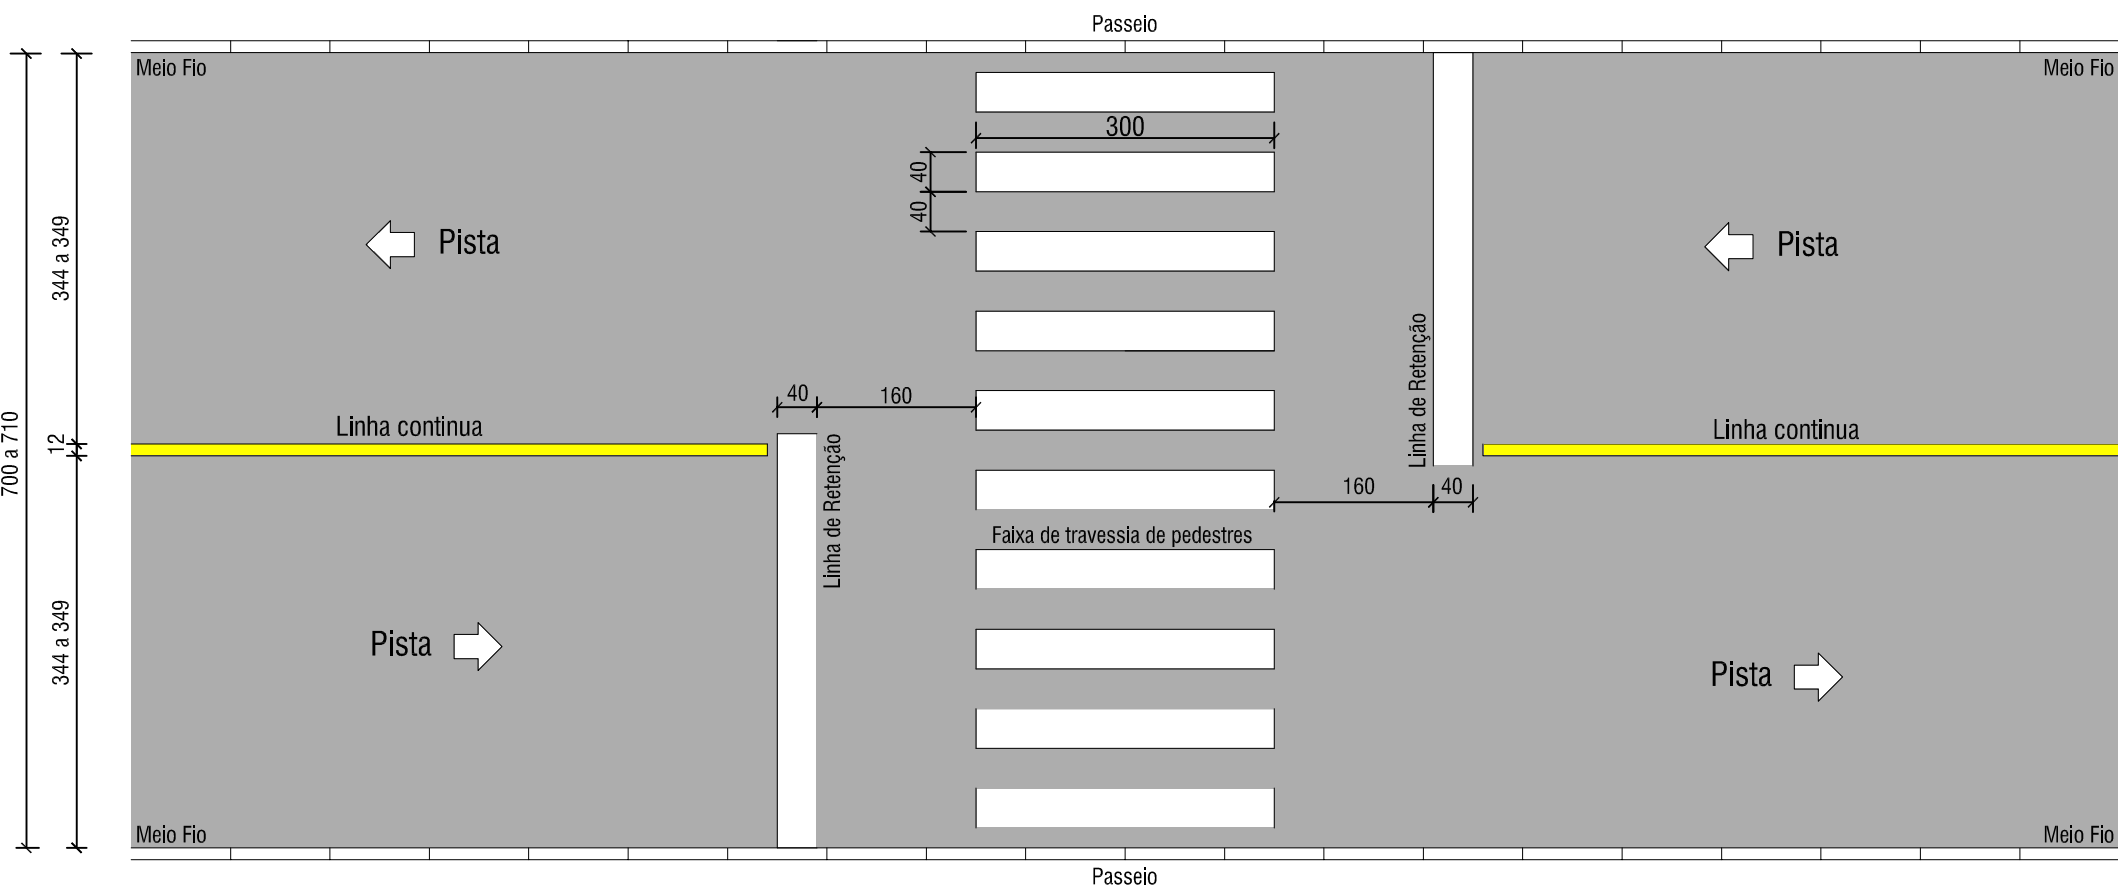 Passeio
Meio Fio
Meio Fio
300
40
40
344 a 349
Pista
Pista
Linha de Retenção
40
160
Linha continua
Linha continua
700 a 710
12
Linha de Retenção
160
40
Faixa de travessia de pedestres
344 a 349
Pista
Pista
Meio Fio
Meio Fio
Passeio